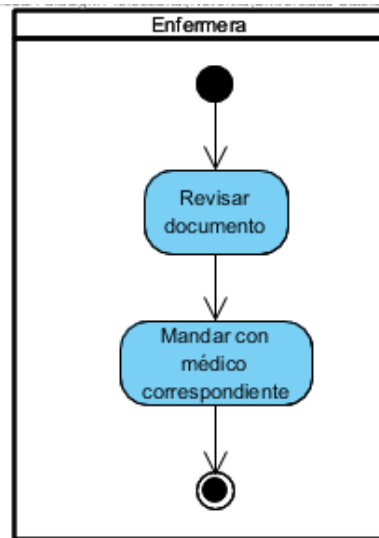 Enfermera
Revisar
documento
Mandar con
médico
correspondiente